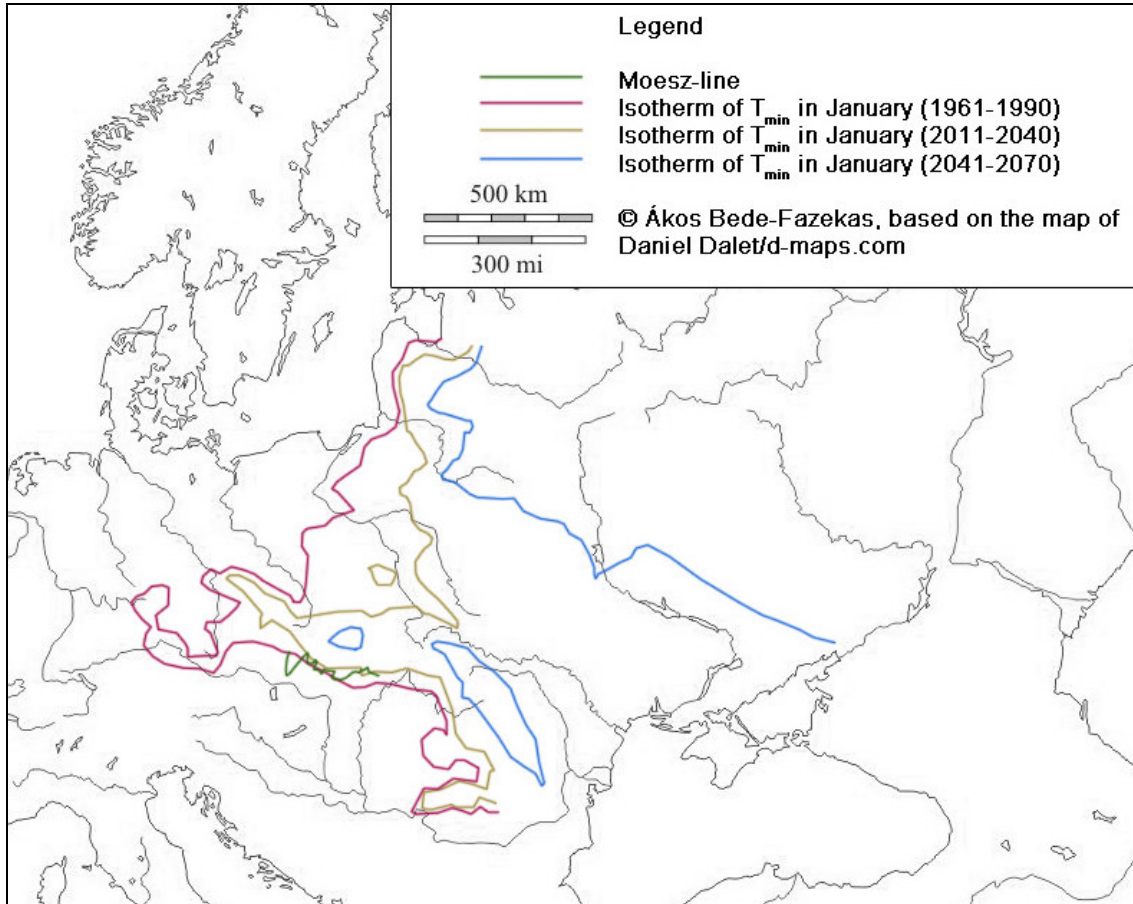 Legend
Moesz-line
Isotherm of Tmin in January (1961-1990)
Isotherm of Tmin in January (2011-2040)
Isotherm of Tmin in January (2041-2070)
500 km
300 mi
© Ákos Bede-Fazekas, based on the map of
Daniel Dalet/d-maps.com